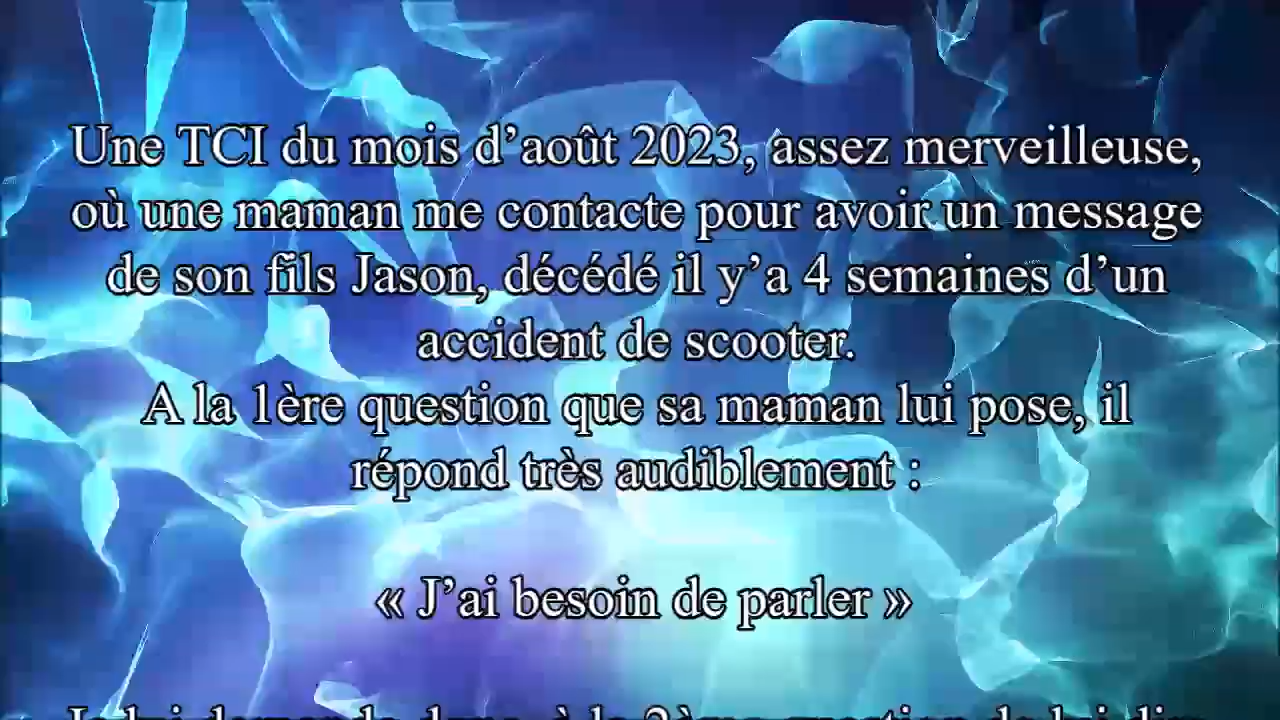 Une TCI du mois d’août 2023, assez merveilleuse,
où une maman me contacte pour avoir un message
de son fils Jason, décédé il y’a 4 semaines d’un
accident de scooter.
A la 1ère question que sa maman lui pose, il
répond très audiblement :
« J’ai besoin de parler »